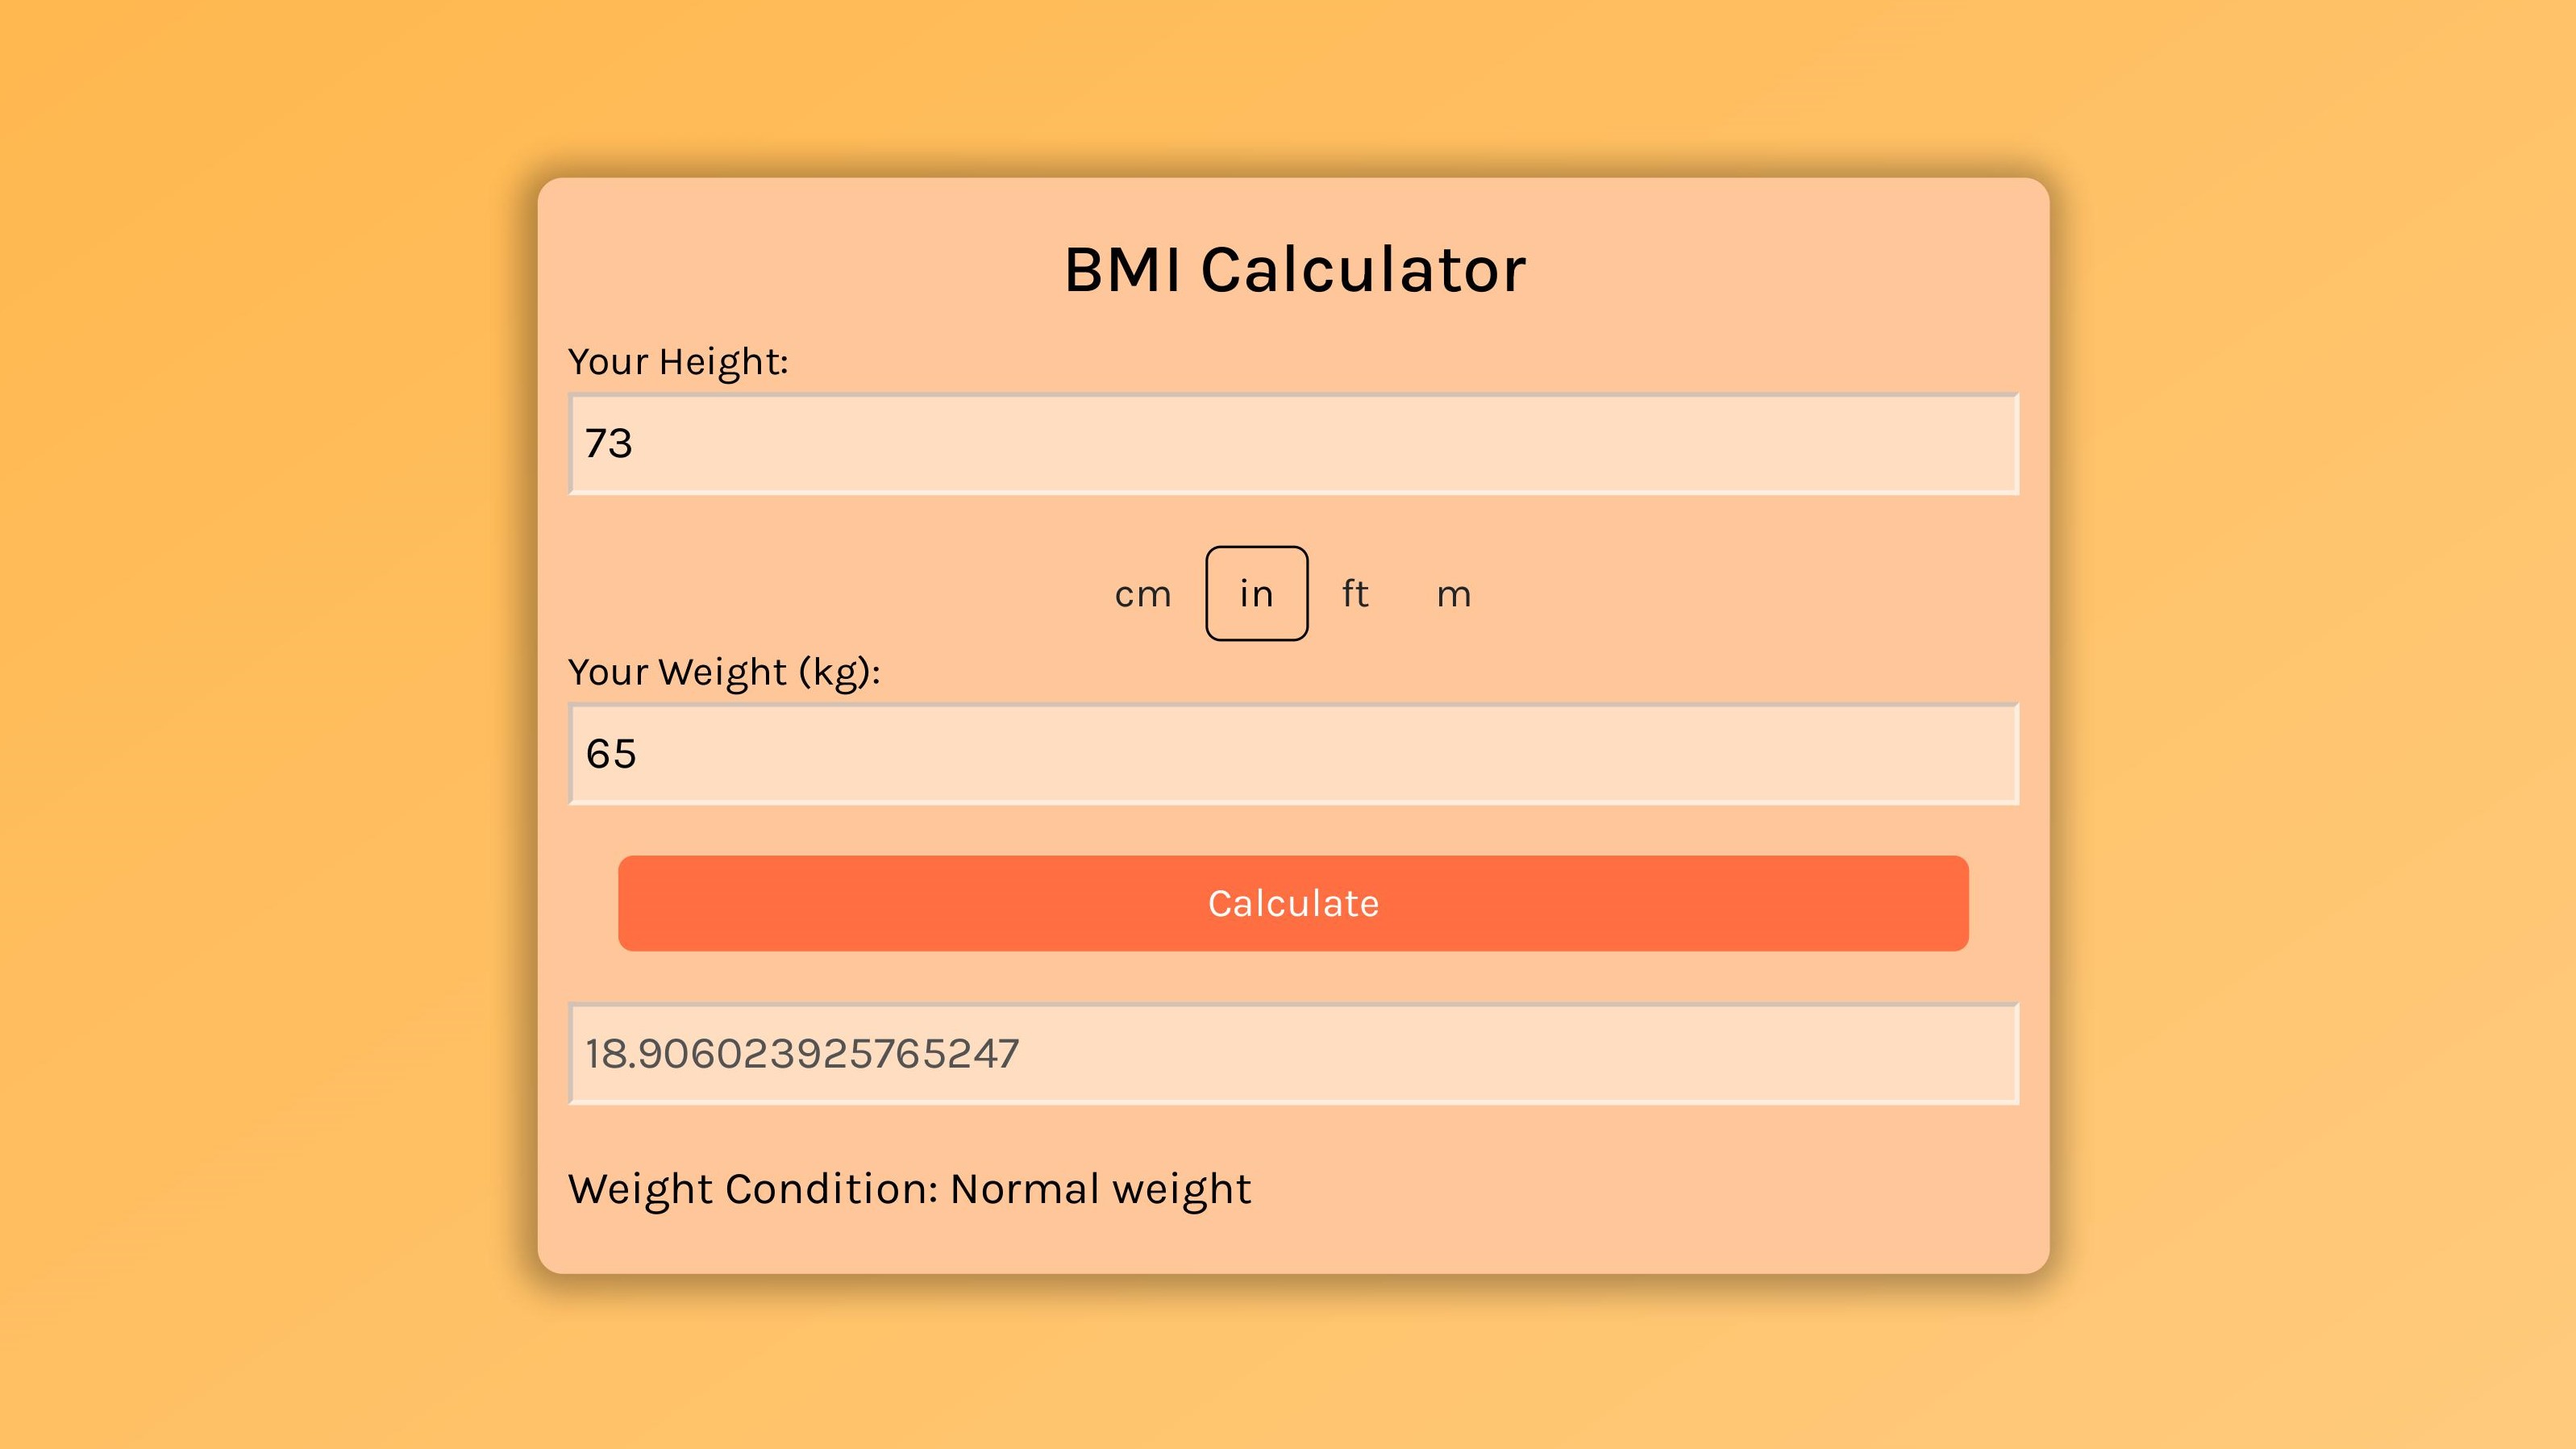 BMI Calculator
Your Height:
73
cm in ft m
Your Weight (kg):
65
Calculate
18.906023925765247
Weight Condition: Normal weight